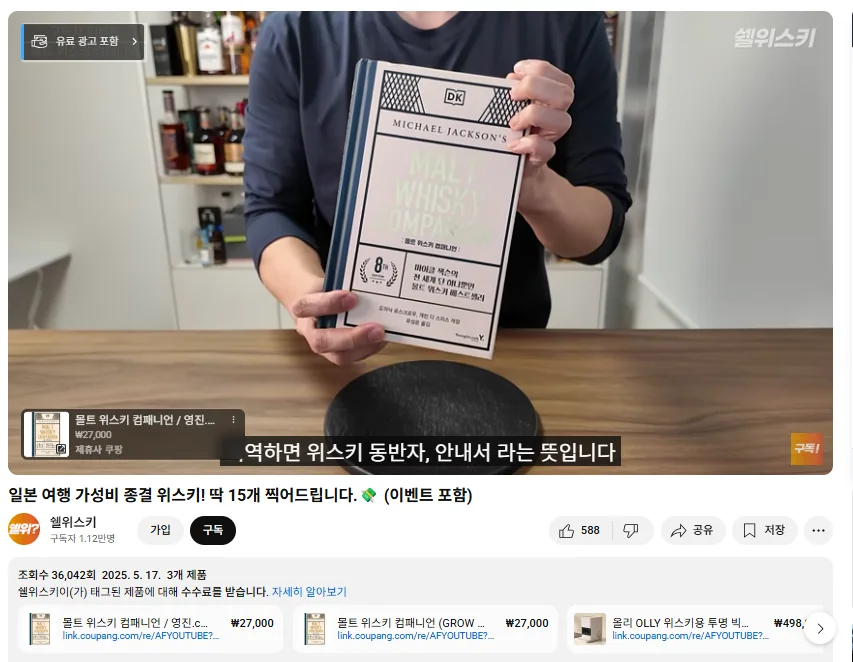 유료 광고 포함
쉘위스키
DK
MICHAEL JACKSON'S
MALT
WHISKY
COMPANION
: 몰트 위스키 컴패니언 :
8TH
마이클 잭슨의
전 세계 단 하나뿐인
몰트 위스키 베스트셀러
유성운 옮김
몰트 위스키 컴패니언 / 영진....
₩27,000
제휴사 쿠팡
.역하면 위스키 동반자, 안내서 라는 뜻입니다
구독!
일본 여행 가성비 종결 위스키! 딱 15개 찍어드립니다. 💸 (이벤트 포함)
쉘위?
쉘위스키
구독자 1.12만명
가입
구독
588
공유
저장
조회수 36,042회 2025. 5. 17. 3개 제품
쉘위스키이(가) 태그된 제품에 대해 수수료를 받습니다. 자세히 알아보기
몰트 위스키 컴패니언 / 영진.c... ₩27,000
link.coupang.com/re/AFYOUTUBE?...
몰트 위스키 컴패니언 (GROW ... ₩27,000
link.coupang.com/re/AFYOUTUBE?...
올리 OLLY 위스키용 투명 빅... ₩498,
link.coupang.com/re/AFYOUTUBE?...